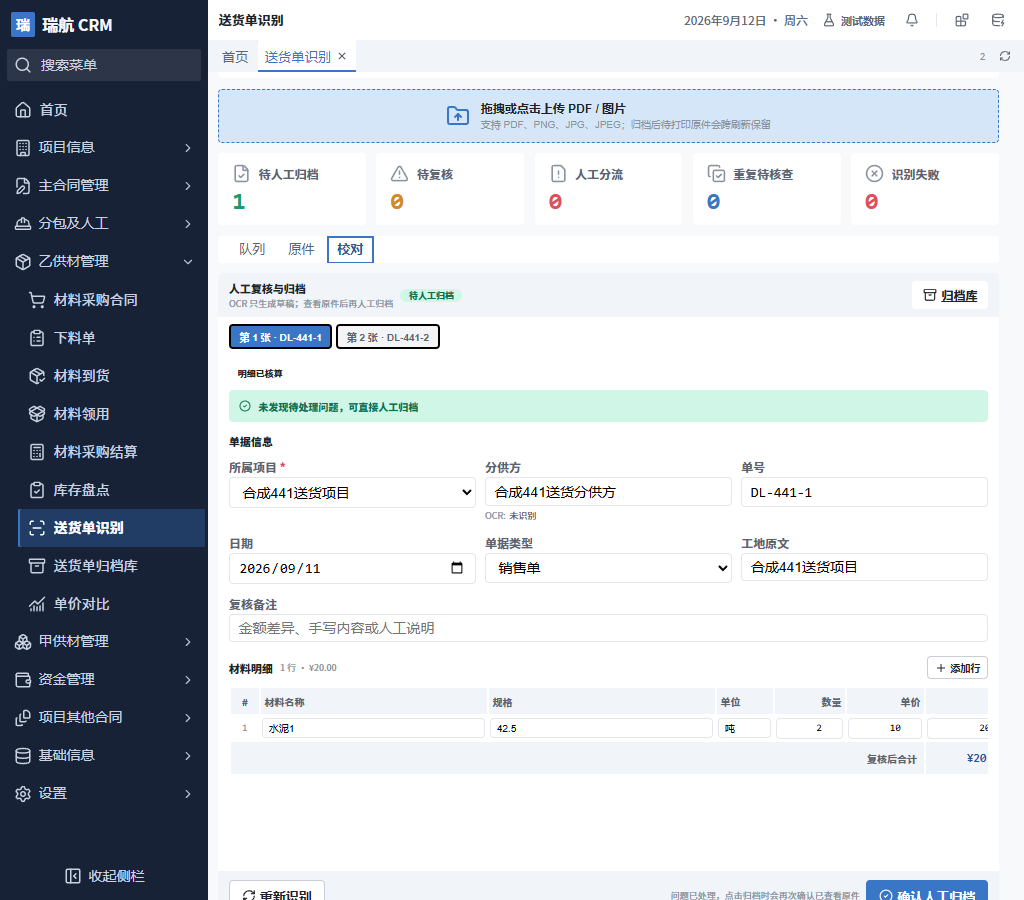 瑞 瑞航 CRM
搜索菜单
首页
项目信息
主合同管理
分包及人工
乙供材管理
材料采购合同
下料单
材料到货
材料领用
材料采购结算
库存盘点
送货单识别
送货单归档库
单价对比
甲供材管理
资金管理
项目其他合同
基础信息
设置
收起侧栏
送货单识别
2026年9月12日 · 周六 测试数据
首页 送货单识别 × 2
拖拽或点击上传 PDF / 图片
支持 PDF、PNG、JPG、JPEG；归档后待打印原件会跨刷新保留
待人工归档 待复核 人工分流 重复待核查 识别失败
1 0 0 0 0
队列 原件 校对
人工复核与归档
OCR 只生成草稿；查看原件后再人工归档
待人工归档
归档库
第 1 张 · DL-441-1 第 2 张 · DL-441-2
明细已核算
未发现待处理问题，可直接人工归档
单据信息
所属项目 * 分供方 单号
合成441送货项目 合成441送货分供方 DL-441-1
OCR: 未识别
日期 单据类型 工地原文
2026/09/11 销售单 合成441送货项目
复核备注
金额差异、手写内容或人工说明
材料明细 1 行 · ¥20.00 + 添加行
# 材料名称 规格 单位 数量 单价
1 水泥1 42.5 吨 2 10 20
复核后合计 ¥20
重新识别 问题已处理，点击归档时会再次确认已查看原件 确认人工归档